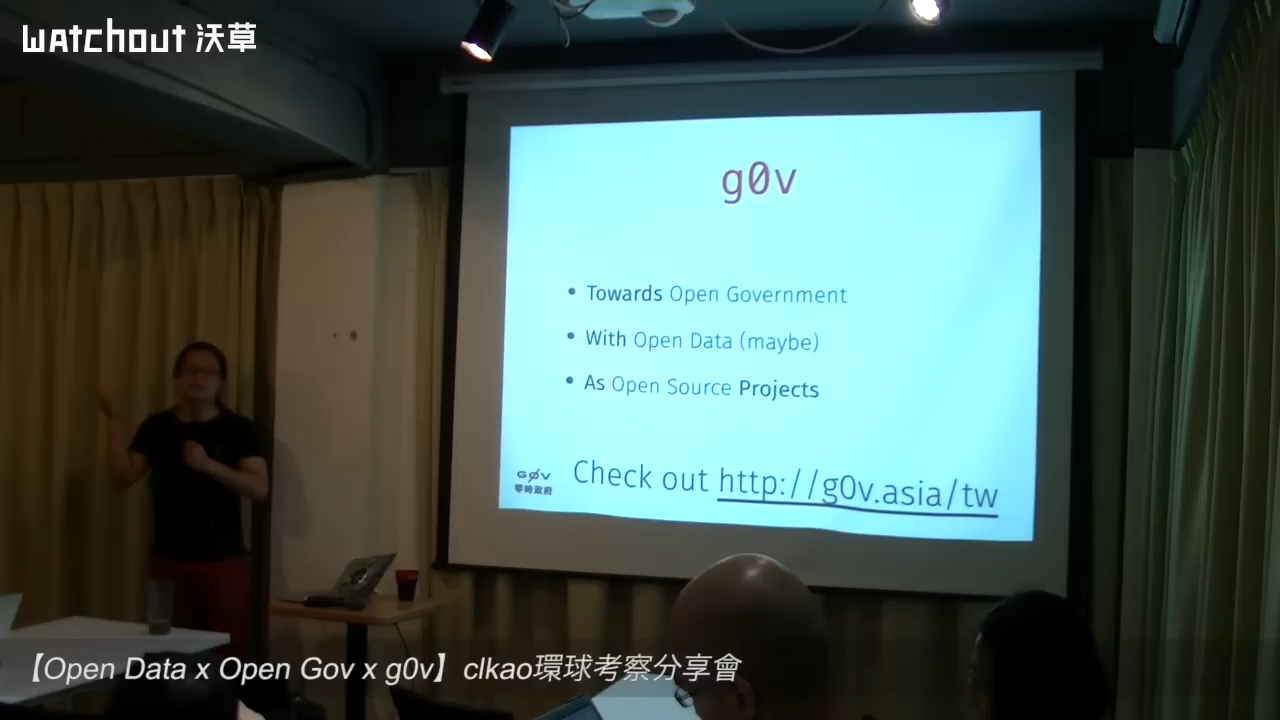 watchout 沃草
g0v
• Towards Open Government
• With Open Data (maybe)
• As Open Source Projects
G0V
零時政府
Check out http://g0v.asia/tw
【Open Data x Open Gov x g0v】clkao環球考察分享會